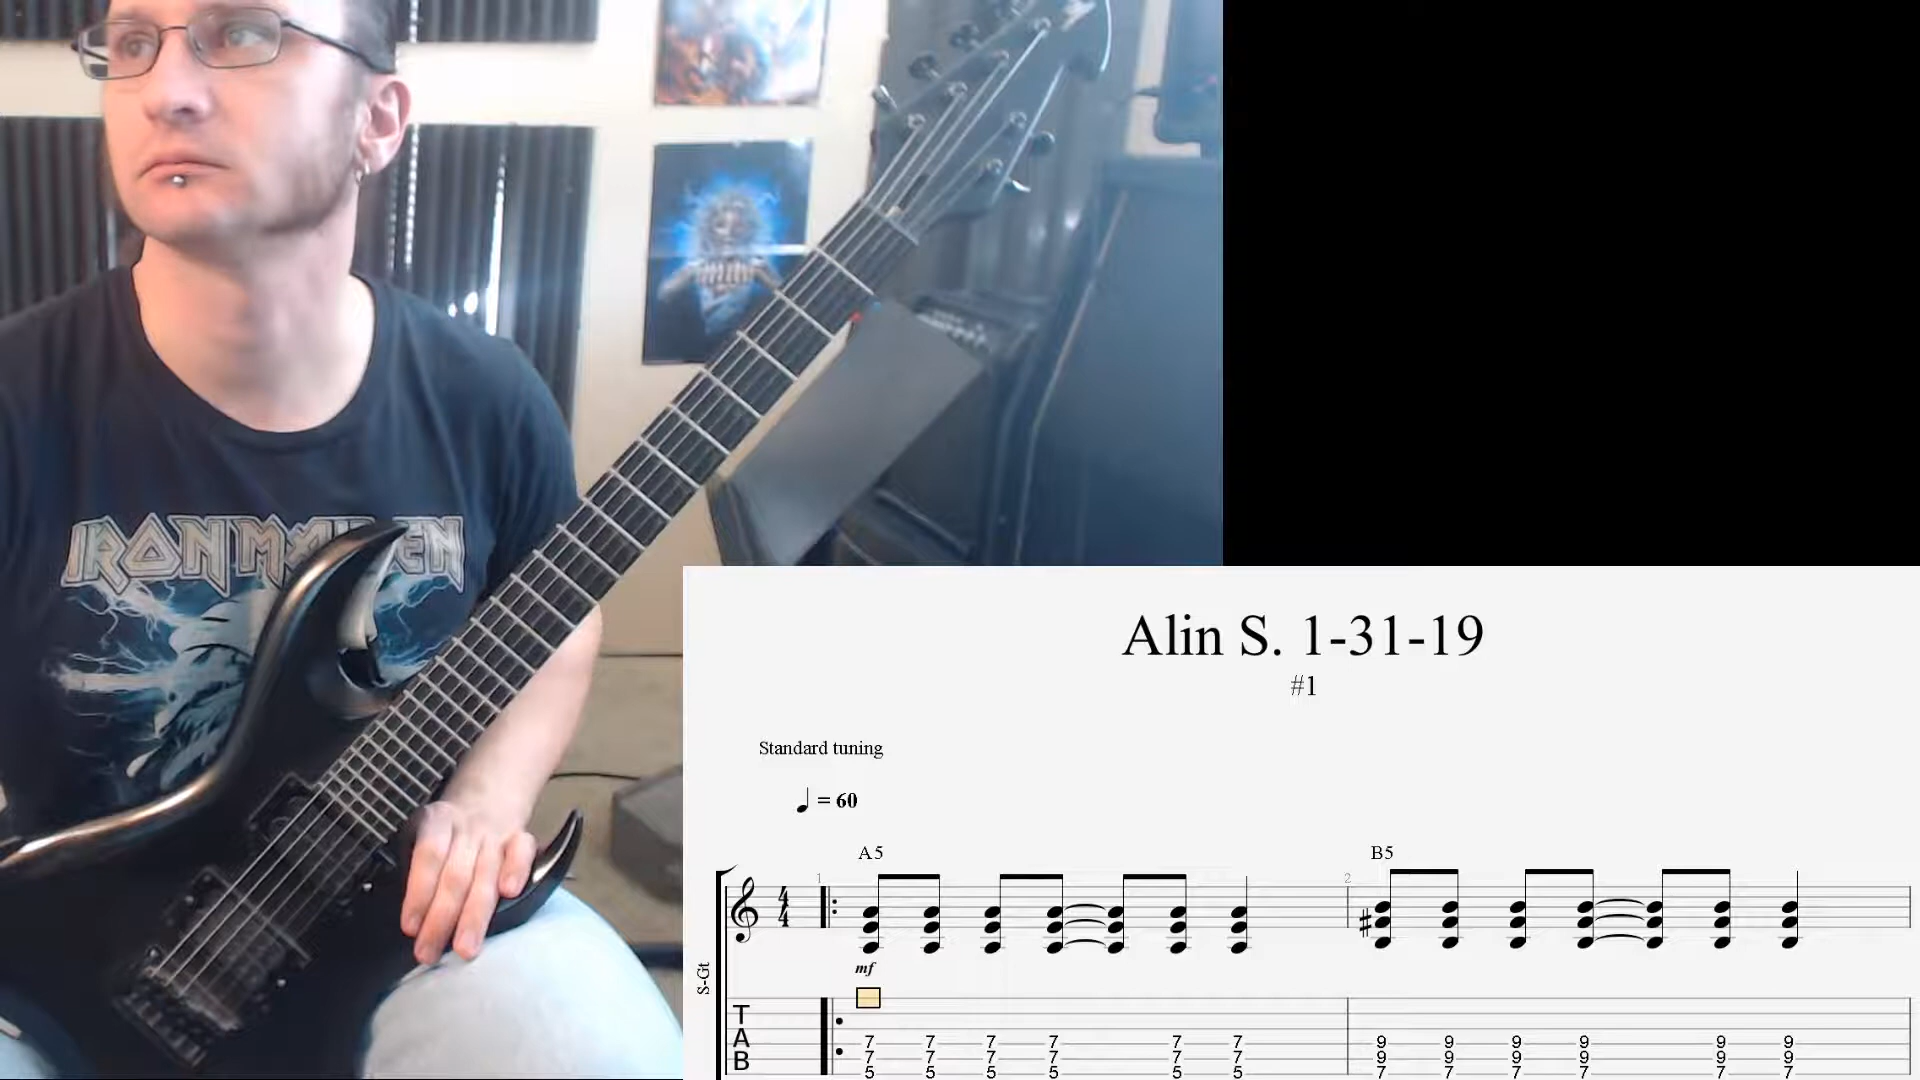 IRON MAIDEN
Alin S. 1-31-19
#1
Standard tuning
= 60
A5 B5
1 2
4
4
mf
S-Gt
T
A
B
7 7 7 7 7 7 9 9 9 9 9 9
7 7 7 7 7 7 9 9 9 9 9 9
5 5 5 5 5 5 7 7 7 7 7 7